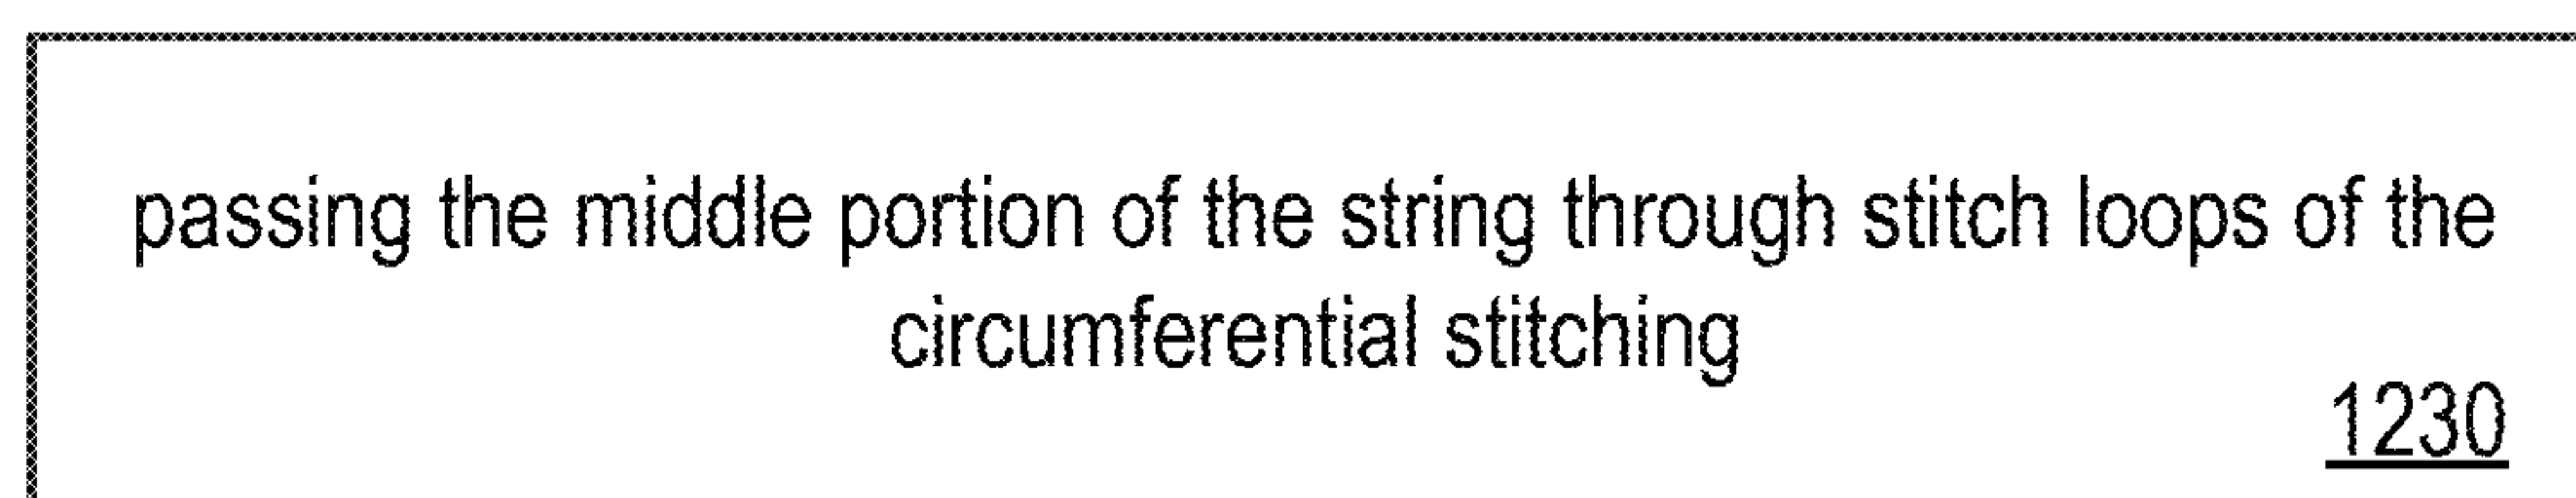 passing the middle portion of the string through stitch loops of the
circumferential stitching
1230